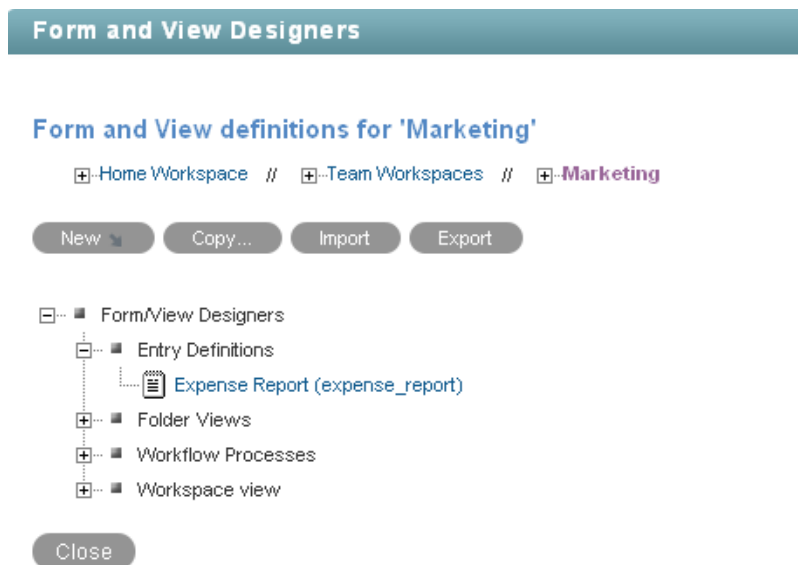 Form and View Designers
Form and View definitions for 'Marketing'
Home Workspace // Team Workspaces // Marketing
New Copy... Import Export
Form/View Designers
Entry Definitions
Expense Report (expense_report)
Folder Views
Workflow Processes
Workspace view
Close